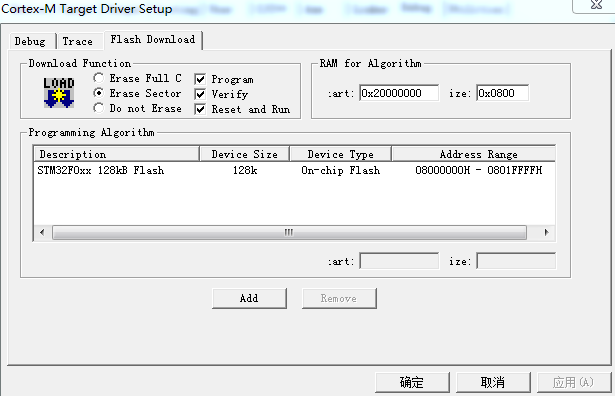 Cortex-M Target Driver Setup
Debug Trace Flash Download
Download Function
LOAD
Erase Full C
Erase Sector
Do not Erase
Program
Verify
Reset and Run
RAM for Algorithm
:art: 0x20000000 ize: 0x0800
Programming Algorithm
Description Device Size Device Type Address Range
STM32F0xx 128kB Flash 128k On-chip Flash 08000000H - 0801FFFFH
:art: ize:
Add Remove
确定 取消 应用(A)